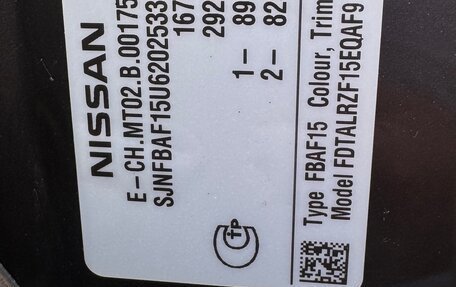 NISSAN
E-CH.MT02.B.00175
SJNFBAF15U6202533
167
292
1- 89
2- 82
Type FBAF15 Colour, Trim
Model FDTALRZF15EQAF9